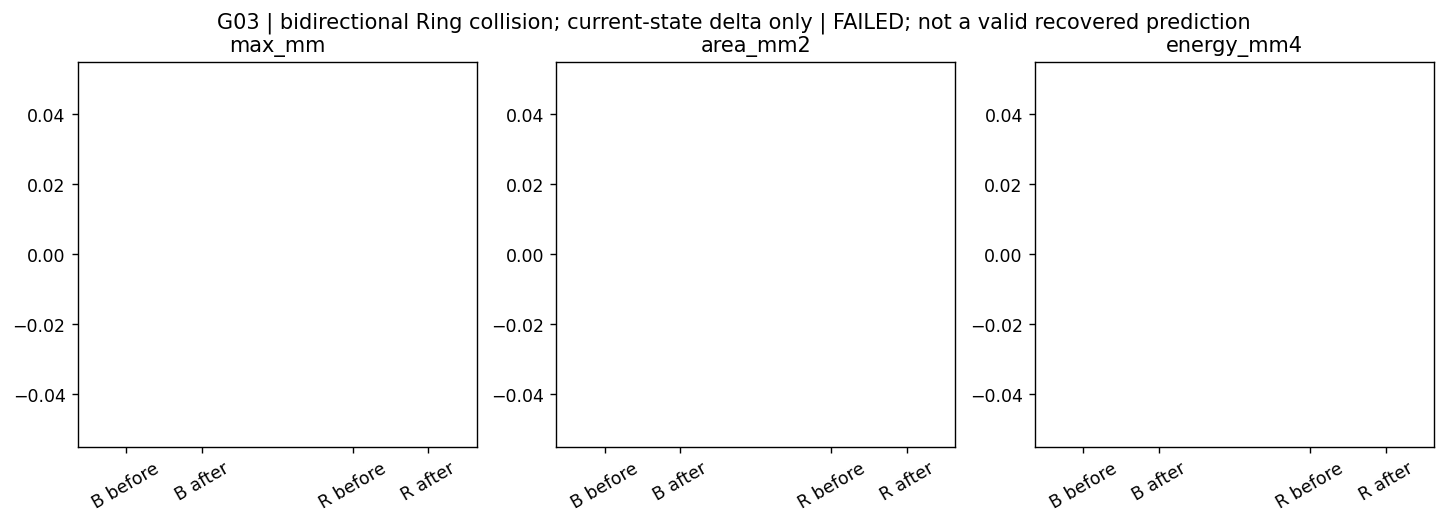 G03 | bidirectional Ring collision; current-state delta only | FAILED; not a valid recovered prediction
max_mm
0.04
0.02
0.00
−0.02
−0.04
B before
B after
R before
R after
area_mm2
0.04
0.02
0.00
−0.02
−0.04
B before
B after
R before
R after
energy_mm4
0.04
0.02
0.00
−0.02
−0.04
B before
B after
R before
R after